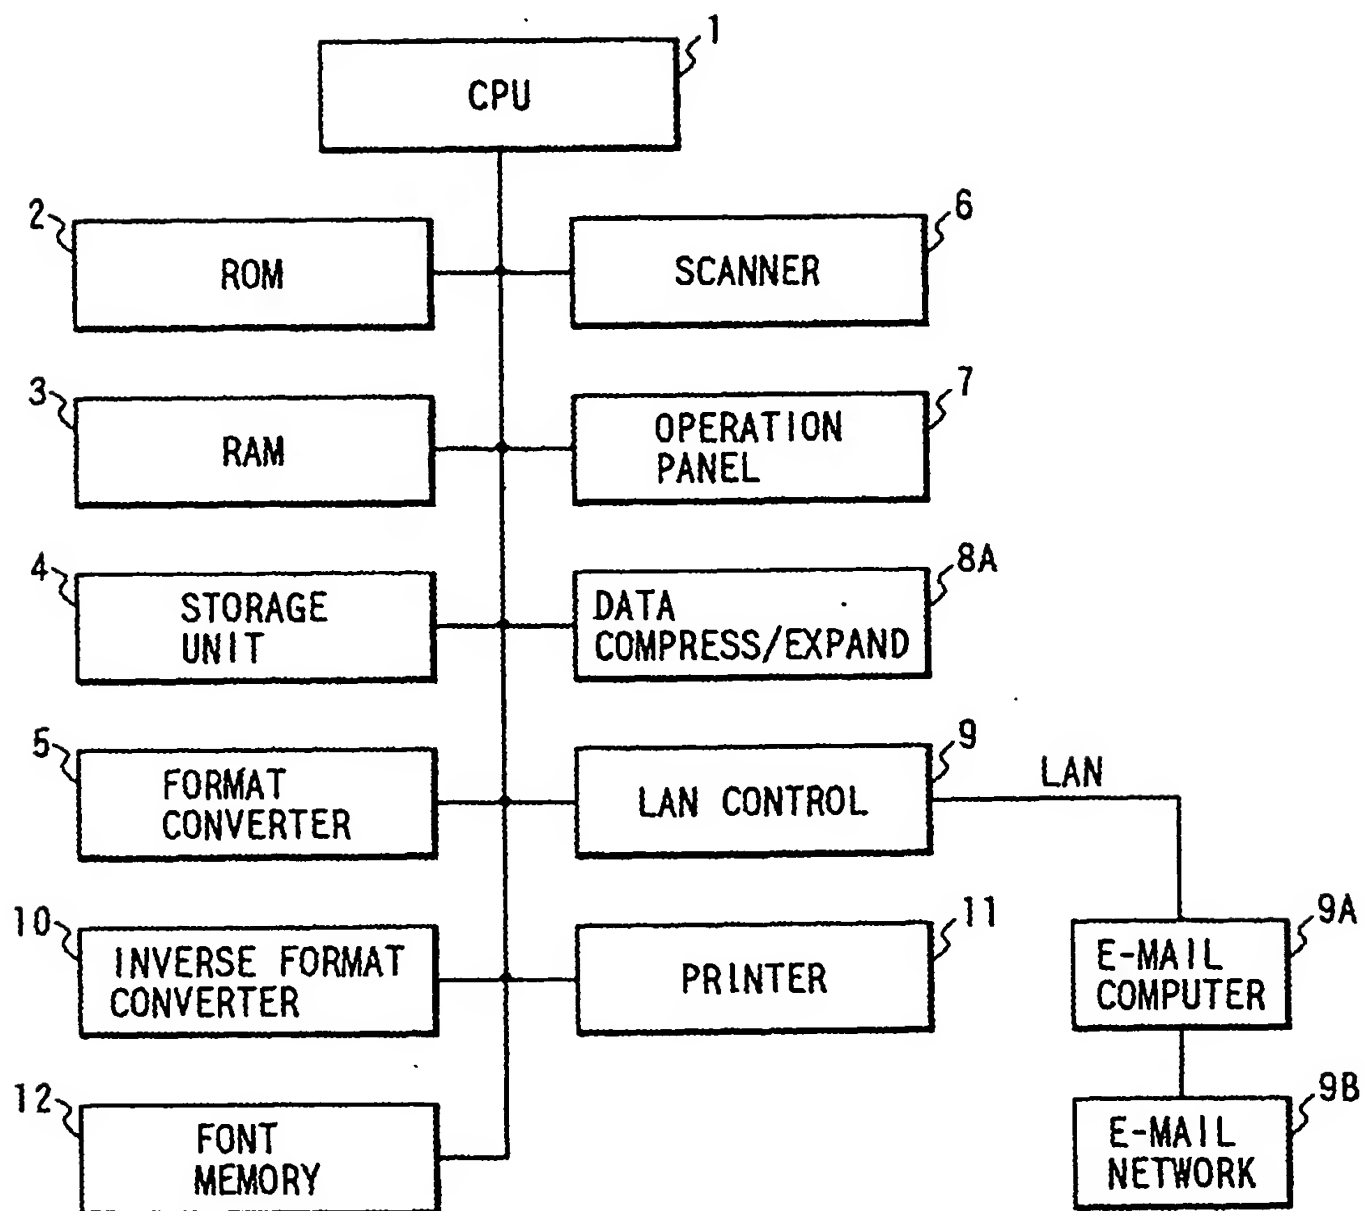 1
CPU
2
ROM
6
SCANNER
3
RAM
7
OPERATION
PANEL
4
STORAGE
UNIT
8A
DATA
COMPRESS/EXPAND
5
FORMAT
CONVERTER
9
LAN CONTROL
LAN
10
INVERSE FORMAT
CONVERTER
11
PRINTER
9A
E-MAIL
COMPUTER
12
FONT
MEMORY
9B
E-MAIL
NETWORK